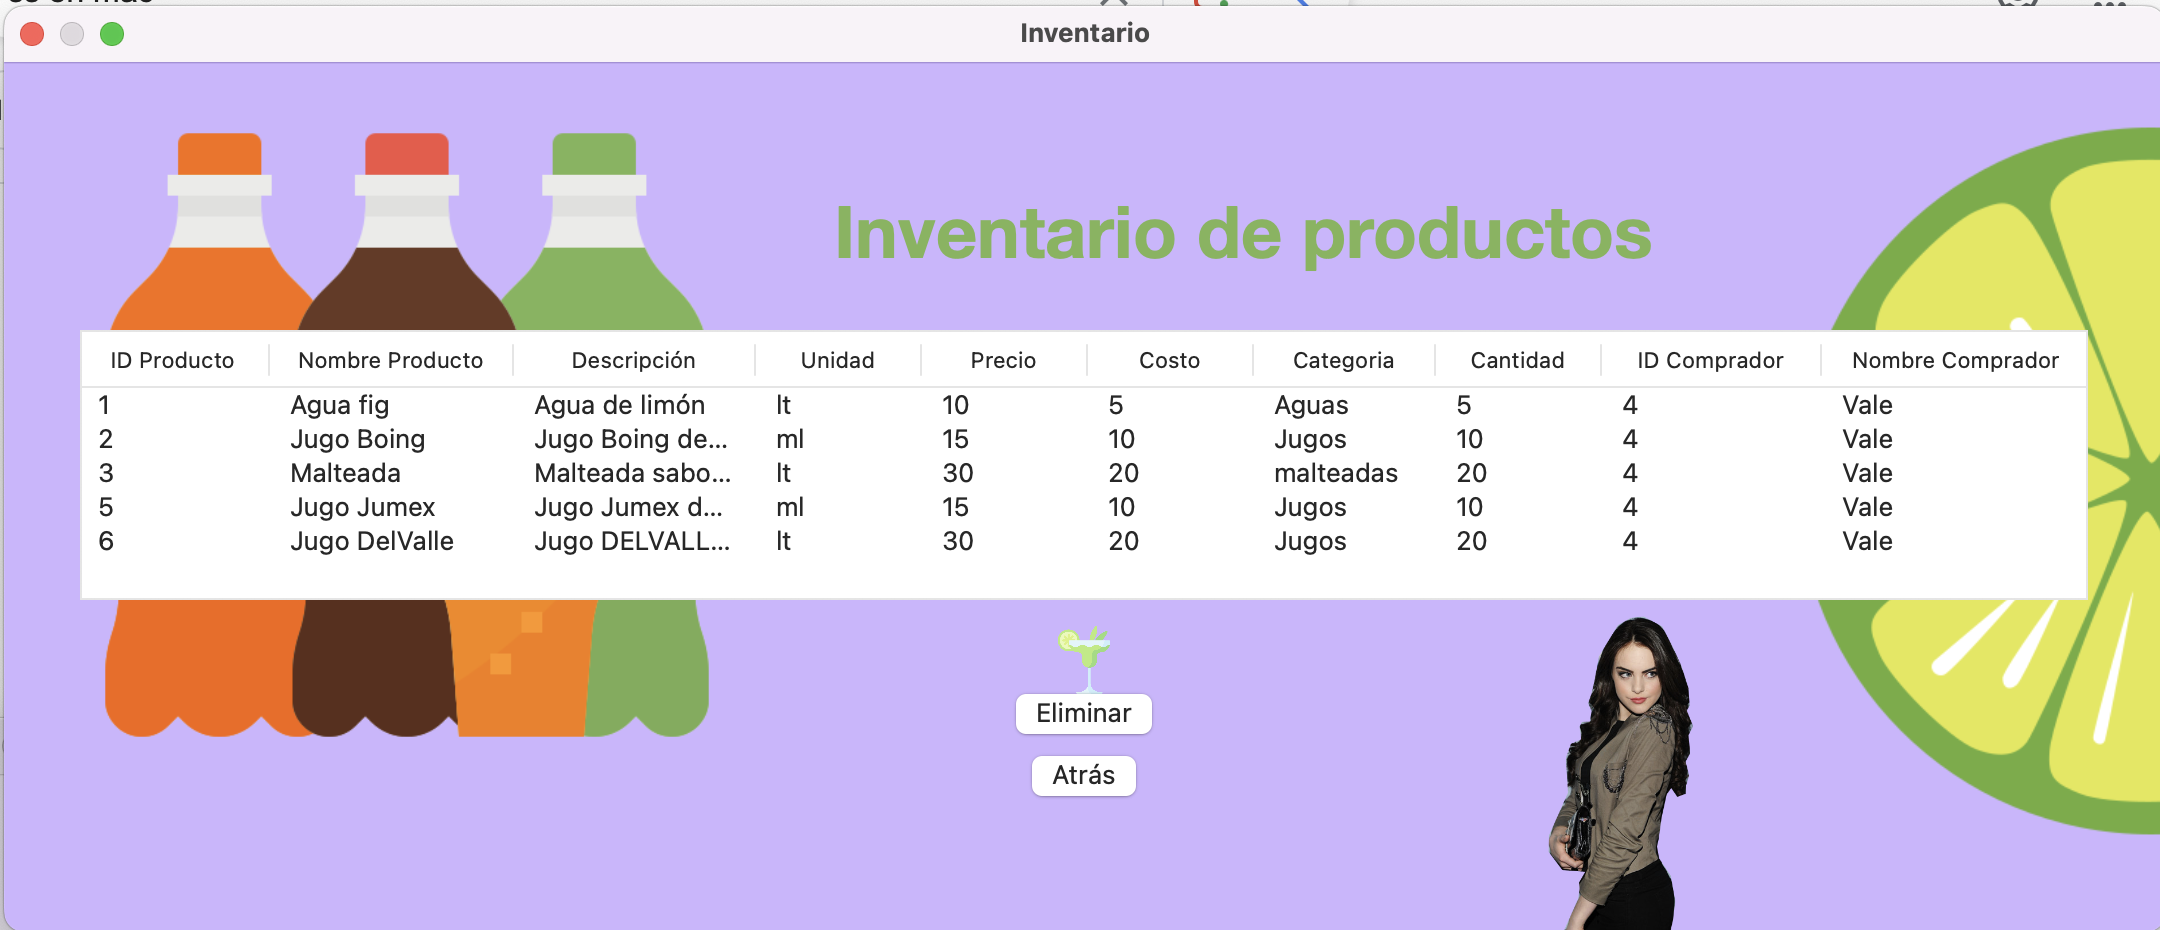 Inventario
Inventario de productos
ID Producto Nombre Producto Descripción Unidad Precio Costo Categoria Cantidad ID Comprador Nombre Comprador
1 Agua fig Agua de limón lt 10 5 Aguas 5 4 Vale
2 Jugo Boing Jugo Boing de... ml 15 10 Jugos 10 4 Vale
3 Malteada Malteada sabo... lt 30 20 malteadas 20 4 Vale
5 Jugo Jumex Jugo Jumex d... ml 15 10 Jugos 10 4 Vale
6 Jugo DelValle Jugo DELVALL... lt 30 20 Jugos 20 4 Vale
Eliminar
Atrás